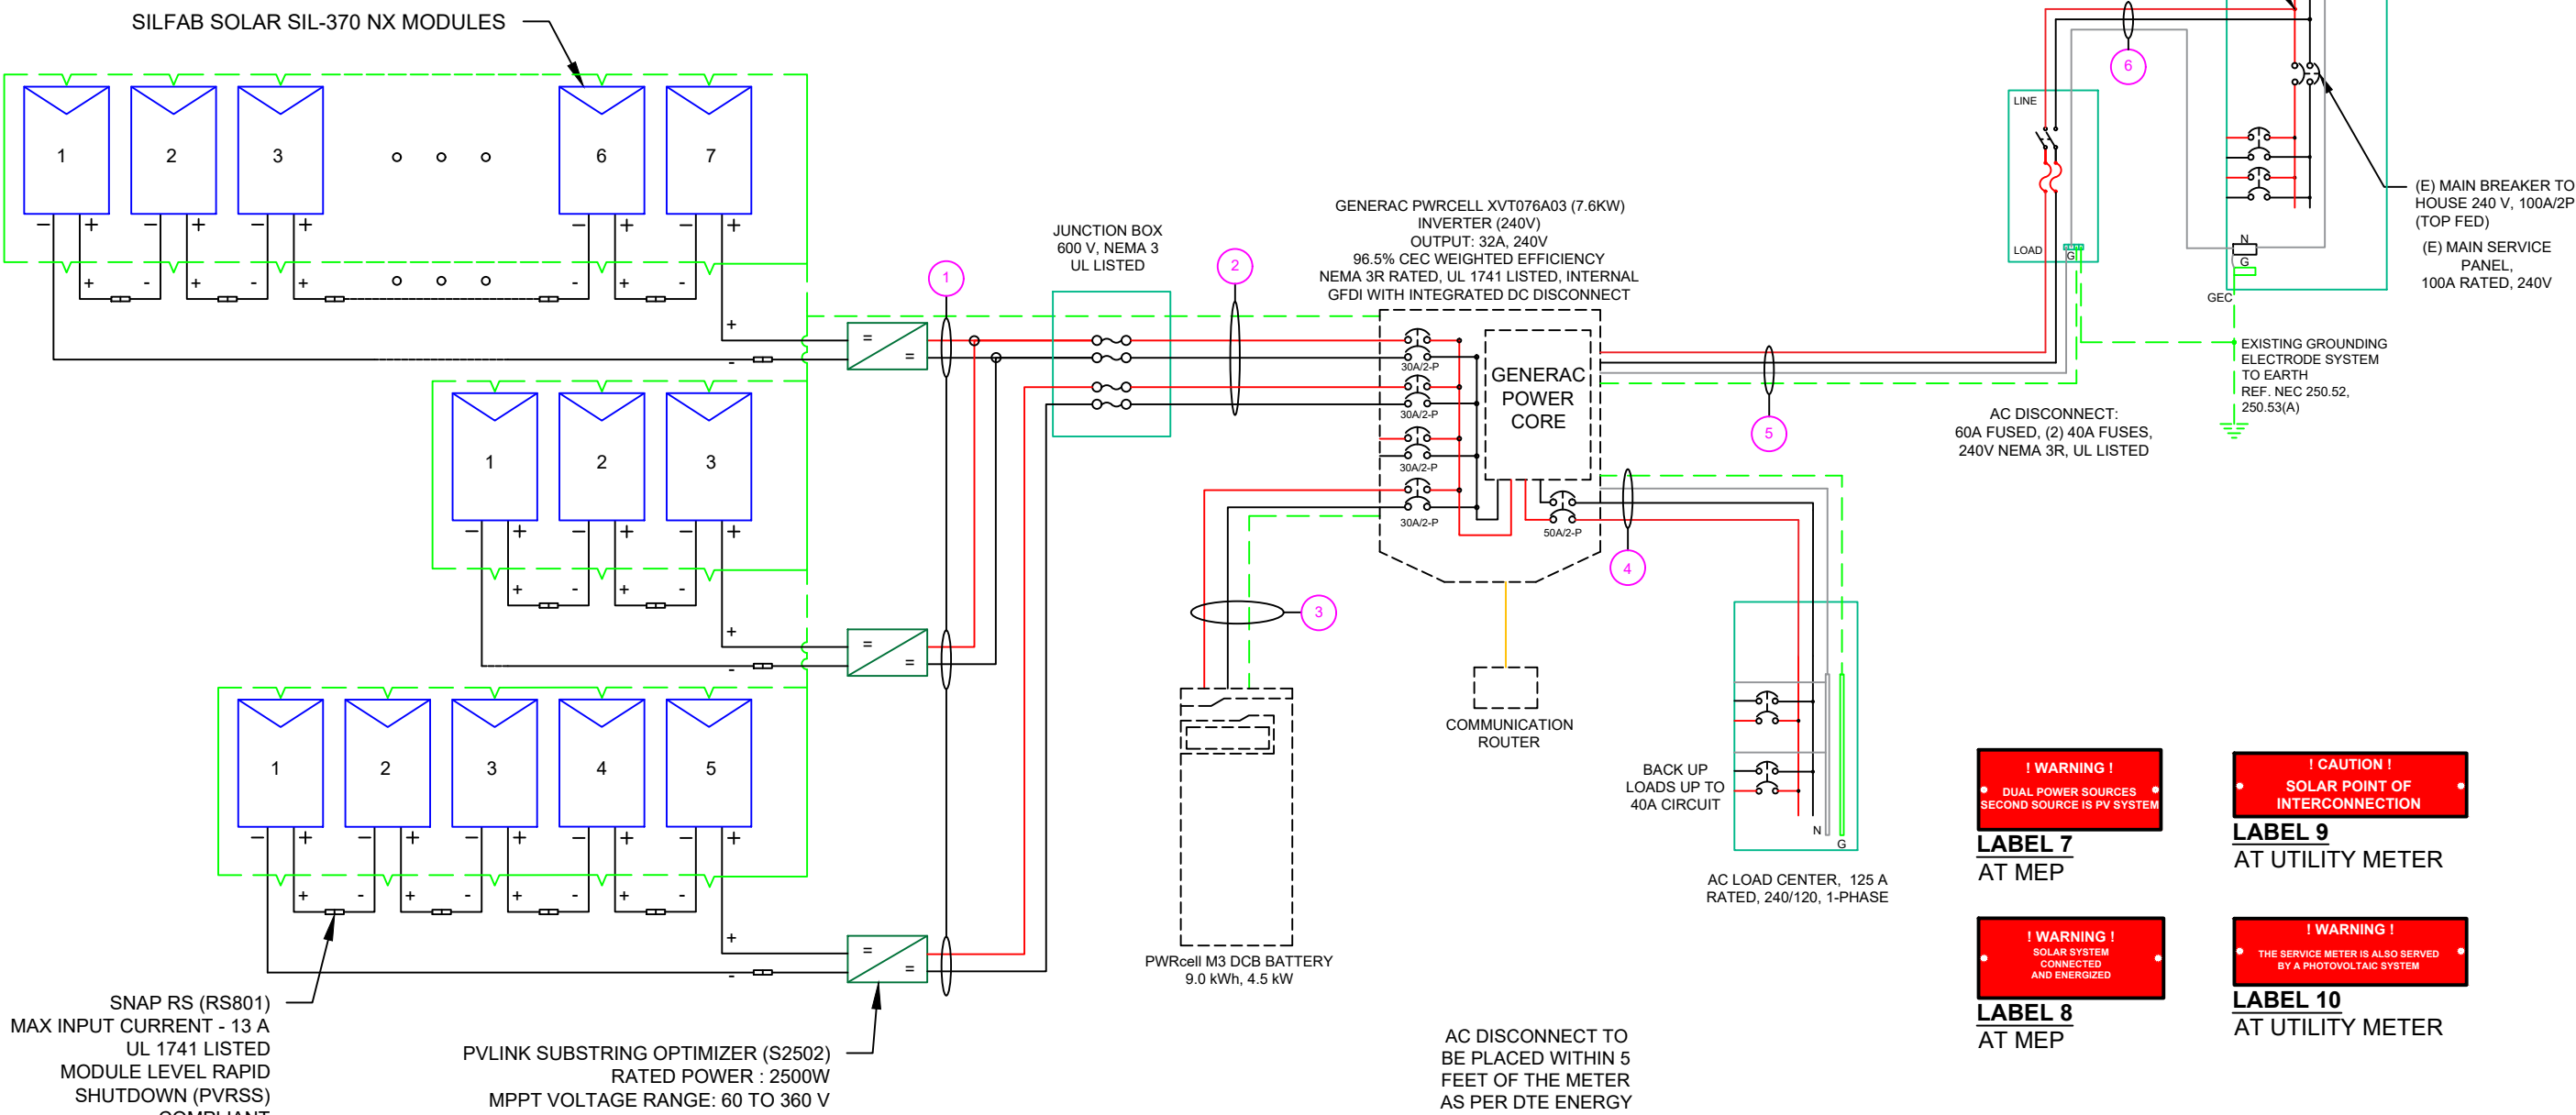 SILFAB SOLAR SIL-370 NX MODULES
1 2 3 6 7
- + - + - + - + - +
+ - + - + - + -
+
-
1 2 3
- + - + - +
+ - + -
+
-
1 2 3 4 5
- + - + - + - + - +
+ - + - + - + -
+
-
= =
= =
= =
SNAP RS (RS801)
MAX INPUT CURRENT - 13 A
UL 1741 LISTED
MODULE LEVEL RAPID
SHUTDOWN (PVRSS)
COMPLIANT
PVLINK SUBSTRING OPTIMIZER (S2502)
RATED POWER : 2500W
MPPT VOLTAGE RANGE: 60 TO 360 V
1
JUNCTION BOX
600 V, NEMA 3
UL LISTED
2
GENERAC PWRCELL XVT076A03 (7.6KW)
INVERTER (240V)
OUTPUT: 32A, 240V
96.5% CEC WEIGHTED EFFICIENCY
NEMA 3R RATED, UL 1741 LISTED, INTERNAL
GFDI WITH INTEGRATED DC DISCONNECT
30A/2-P
30A/2-P
30A/2-P
30A/2-P
GENERAC
POWER
CORE
50A/2-P
3
PWRcell M3 DCB BATTERY
9.0 kWh, 4.5 kW
COMMUNICATION
ROUTER
4
5
BACK UP
LOADS UP TO
40A CIRCUIT
N
G
AC LOAD CENTER, 125 A
RATED, 240/120, 1-PHASE
AC DISCONNECT TO
BE PLACED WITHIN 5
FEET OF THE METER
AS PER DTE ENERGY
LINE
LOAD
G
AC DISCONNECT:
60A FUSED, (2) 40A FUSES,
240V NEMA 3R, UL LISTED
6
N
G
GEC
(E) MAIN BREAKER TO
HOUSE 240 V, 100A/2P
(TOP FED)
(E) MAIN SERVICE
PANEL,
100A RATED, 240V
EXISTING GROUNDING
ELECTRODE SYSTEM
TO EARTH
REF. NEC 250.52,
250.53(A)
! WARNING !
DUAL POWER SOURCES
SECOND SOURCE IS PV SYSTEM
LABEL 7
AT MEP
! CAUTION !
SOLAR POINT OF
INTERCONNECTION
LABEL 9
AT UTILITY METER
! WARNING !
SOLAR SYSTEM
CONNECTED
AND ENERGIZED
LABEL 8
AT MEP
! WARNING !
THE SERVICE METER IS ALSO SERVED
BY A PHOTOVOLTAIC SYSTEM
LABEL 10
AT UTILITY METER